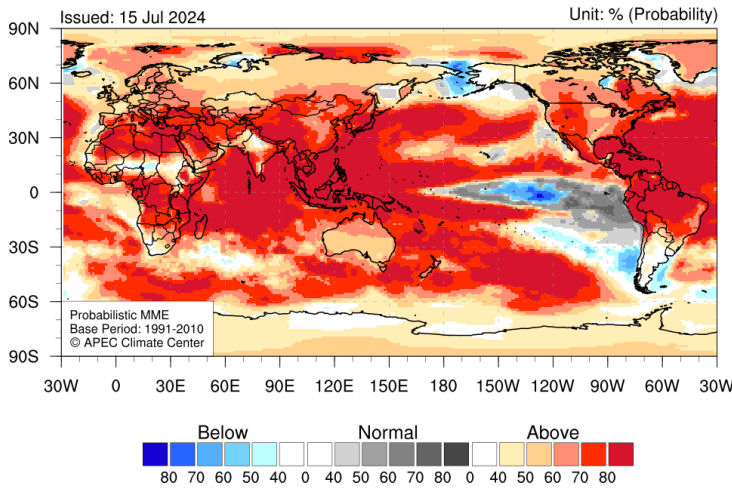 Issued: 15 Jul 2024
Unit: % (Probability)
90N
60N
30N
0
30S
60S
90S
Probabilistic MME
Base Period: 1991-2010
© APEC Climate Center
30W 0 30E 60E 90E 120E 150E 180 150W 120W 90W 60W 30W
Below Normal Above
80 70 60 50 40 0 40 50 60 70 80 0 40 50 60 70 80